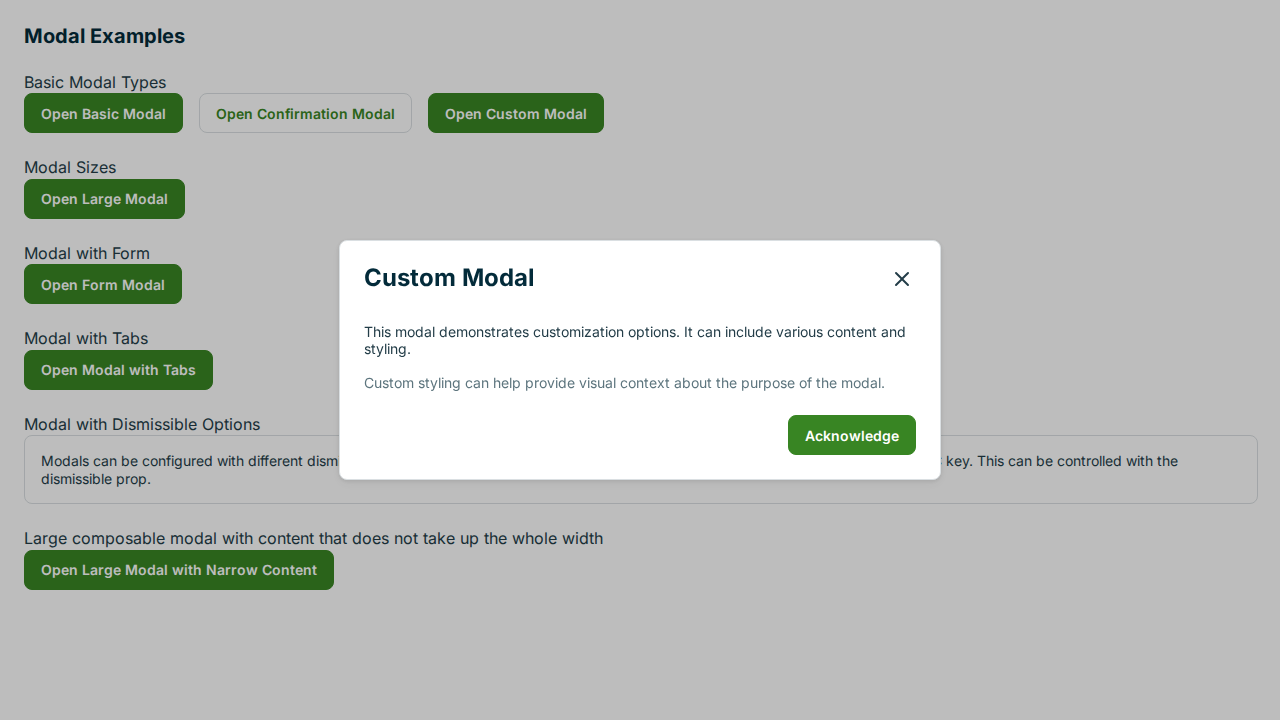 Modal Examples
Basic Modal Types
Open Basic Modal
Open Confirmation Modal
Open Custom Modal
Modal Sizes
Open Large Modal
Modal with Form
Open Form Modal
Modal with Tabs
Open Modal with Tabs
Modal with Dismissible Options
Modals can be configured with different
key. This can be controlled with the
dismissible prop.
Large composable modal with content that does not take up the whole width
Open Large Modal with Narrow Content
Custom Modal
This modal demonstrates customization options. It can include various content and
styling.
Custom styling can help provide visual context about the purpose of the modal.
Acknowledge